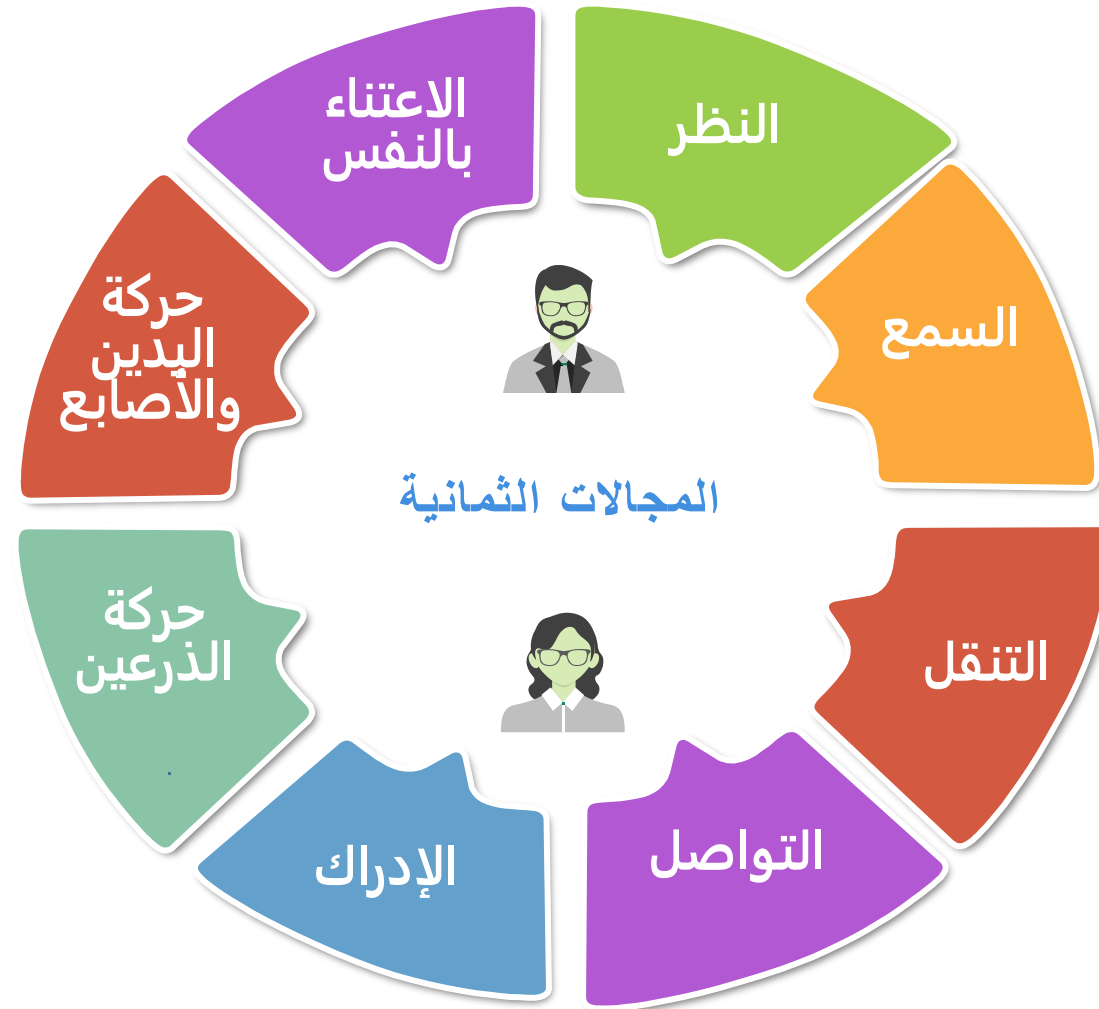 المجالات الثمانية
النظر
السمع
التنقل
التواصل
الإدراك
حركة
الذرعين
حركة
اليدين
والأصابع
الاعتناء
بالنفس